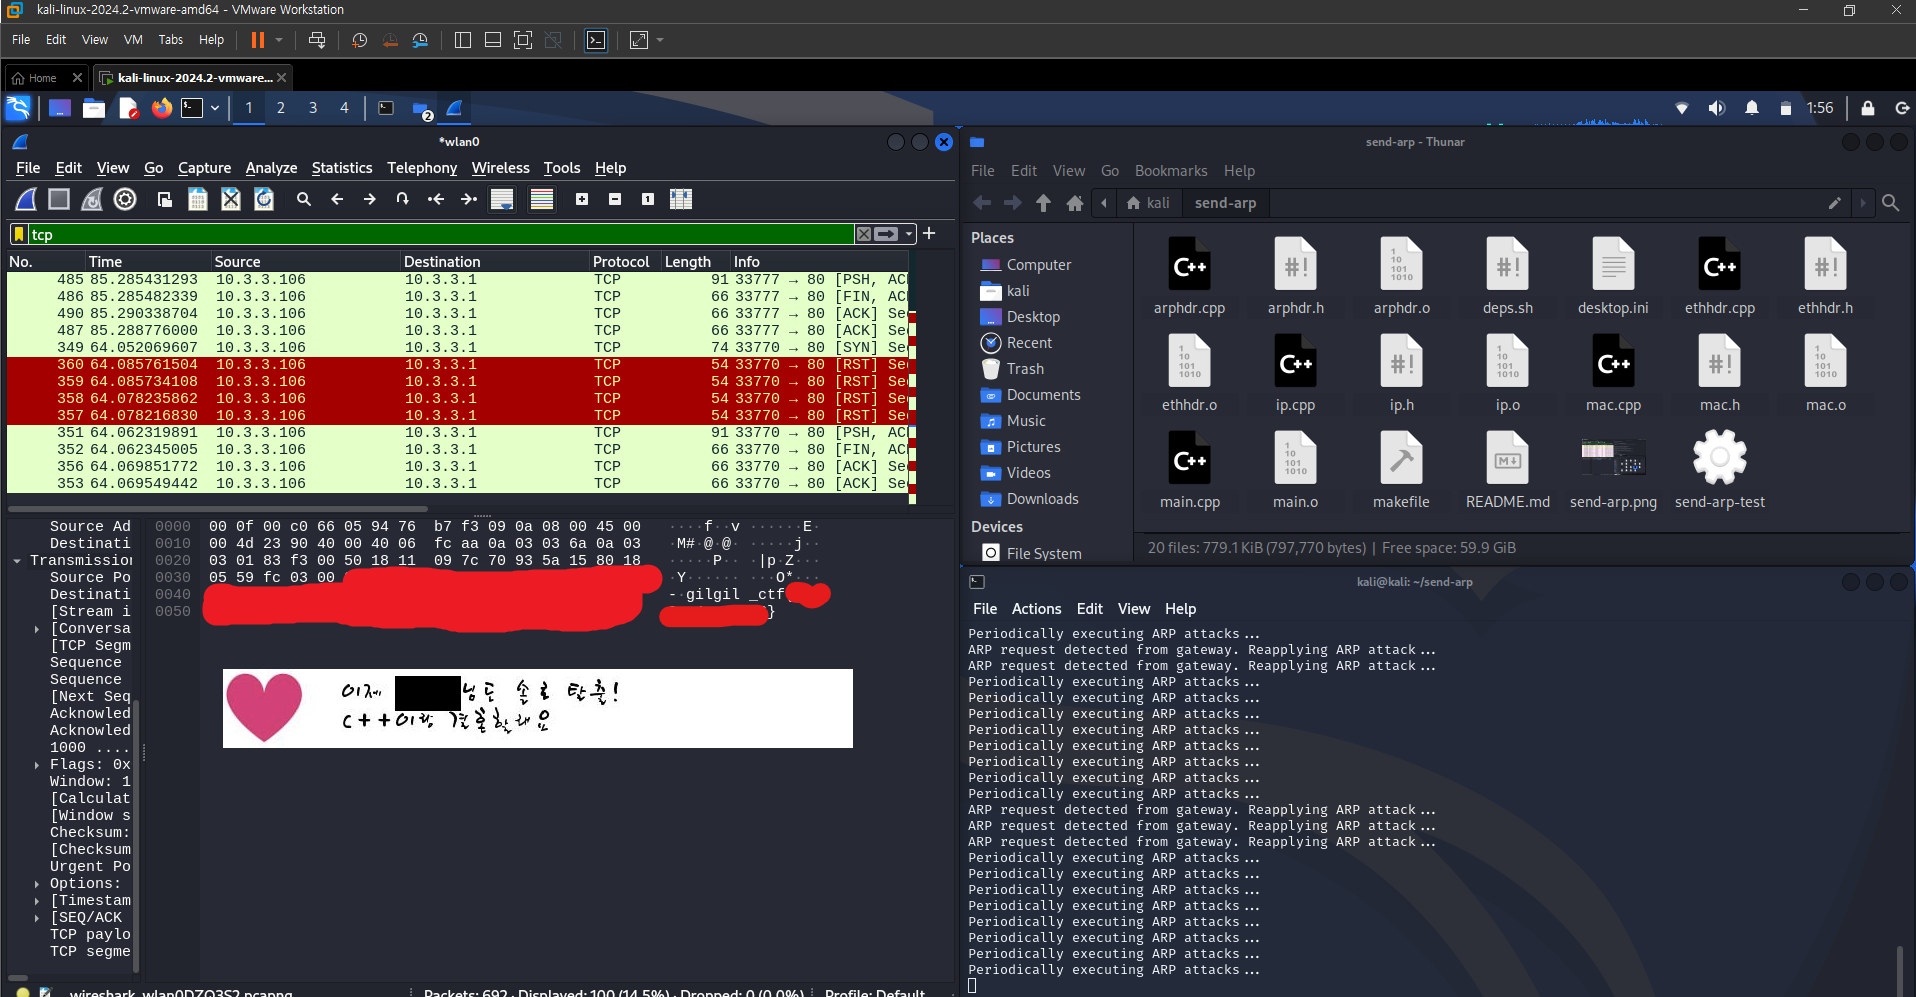 kali-linux-2024.2-vmware-amd64 - VMware Workstation
File Edit View VM Tabs Help
Home kali-linux-2024.2-vmware...
1 2 3 4 2 1:56
*wlan0
File Edit View Go Capture Analyze Statistics Telephony Wireless Tools Help
tcp
No. Time Source Destination Protocol Length Info
485 85.285431293 10.3.3.106 10.3.3.1 TCP 91 33777 → 80 [PSH, ACK
486 85.285482339 10.3.3.106 10.3.3.1 TCP 66 33777 → 80 [FIN, ACK
490 85.290338704 10.3.3.106 10.3.3.1 TCP 66 33777 → 80 [ACK] Se
487 85.288776000 10.3.3.106 10.3.3.1 TCP 66 33777 → 80 [ACK] Se
349 64.052069607 10.3.3.106 10.3.3.1 TCP 74 33770 → 80 [SYN] Se
360 64.085761504 10.3.3.106 10.3.3.1 TCP 54 33770 → 80 [RST] Se
359 64.085734108 10.3.3.106 10.3.3.1 TCP 54 33770 → 80 [RST] Se
358 64.078235862 10.3.3.106 10.3.3.1 TCP 54 33770 → 80 [RST] Se
357 64.078216830 10.3.3.106 10.3.3.1 TCP 54 33770 → 80 [RST] Se
351 64.062319891 10.3.3.106 10.3.3.1 TCP 91 33770 → 80 [PSH, ACK
352 64.062345005 10.3.3.106 10.3.3.1 TCP 66 33770 → 80 [FIN, ACK
356 64.069851772 10.3.3.106 10.3.3.1 TCP 66 33770 → 80 [ACK] Se
353 64.069549442 10.3.3.106 10.3.3.1 TCP 66 33770 → 80 [ACK] Se
Source Ad
Destinati
Transmission
Source Po
Destinati
[Stream i
[Conversa
[TCP Segm
Sequence
Sequence
[Next Seq
Acknowled
Acknowled
1000 ....
Flags: 0x
Window: 1
[Calculat
[Window s
Checksum:
[Checksum
Urgent Po
Options:
[Timestam
[SEQ/ACK
TCP paylo
TCP segme
0000 00 0f 00 c0 66 05 94 76 b7 f3 09 0a 08 00 45 00 ····f··v ······E·
0010 00 4d 23 90 40 00 40 06 fc aa 0a 03 03 6a 0a 03 ·M#·@·@· ·····j··
0020 03 01 83 f3 00 50 18 11 09 7c 70 93 5a 15 80 18 ·····P·· ·|p·Z···
0030 05 59 fc 03 00 ·Y······ ···O*···
0040 -·gilgil _ctf
0050 }
이제 님은 손을 탈출!
C++이랑 결혼할래요
wireshark_wlan0DZQ3S2.pcapng Packets: 692 · Displayed: 100 (14.5%) · Dropped: 0 (0.0%) Profile: Default
send-arp - Thunar
File Edit View Go Bookmarks Help
kali send-arp
Places
Computer
kali
Desktop
Recent
Trash
Documents
Music
Pictures
Videos
Downloads
Devices
File System
arphdr.cpp arphdr.h arphdr.o deps.sh desktop.ini ethhdr.cpp ethhdr.h
ethhdr.o ip.cpp ip.h ip.o mac.cpp mac.h mac.o
main.cpp main.o makefile README.md send-arp.png send-arp-test
20 files: 779.1 KiB (797,770 bytes) | Free space: 59.9 GiB
kali@kali: ~/send-arp
File Actions Edit View Help
Periodically executing ARP attacks...
ARP request detected from gateway. Reapplying ARP attack...
ARP request detected from gateway. Reapplying ARP attack...
Periodically executing ARP attacks...
Periodically executing ARP attacks...
Periodically executing ARP attacks...
Periodically executing ARP attacks...
Periodically executing ARP attacks...
Periodically executing ARP attacks...
Periodically executing ARP attacks...
Periodically executing ARP attacks...
ARP request detected from gateway. Reapplying ARP attack...
ARP request detected from gateway. Reapplying ARP attack...
ARP request detected from gateway. Reapplying ARP attack...
Periodically executing ARP attacks...
Periodically executing ARP attacks...
Periodically executing ARP attacks...
Periodically executing ARP attacks...
Periodically executing ARP attacks...
Periodically executing ARP attacks...
Periodically executing ARP attacks...
Periodically executing ARP attacks...